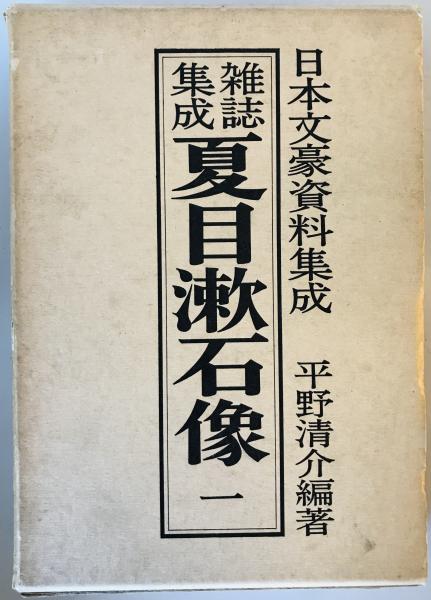 日本文豪資料集成 平野清介編著
雑誌
集成
夏目漱石像 一